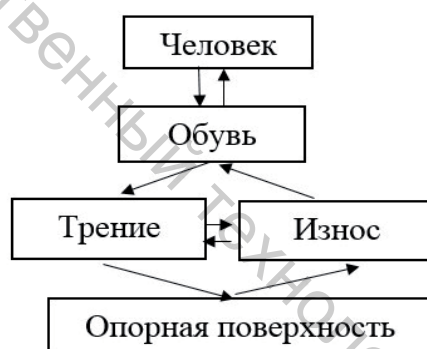 Человек
Обувь
Трение
Износ
Опорная поверхность